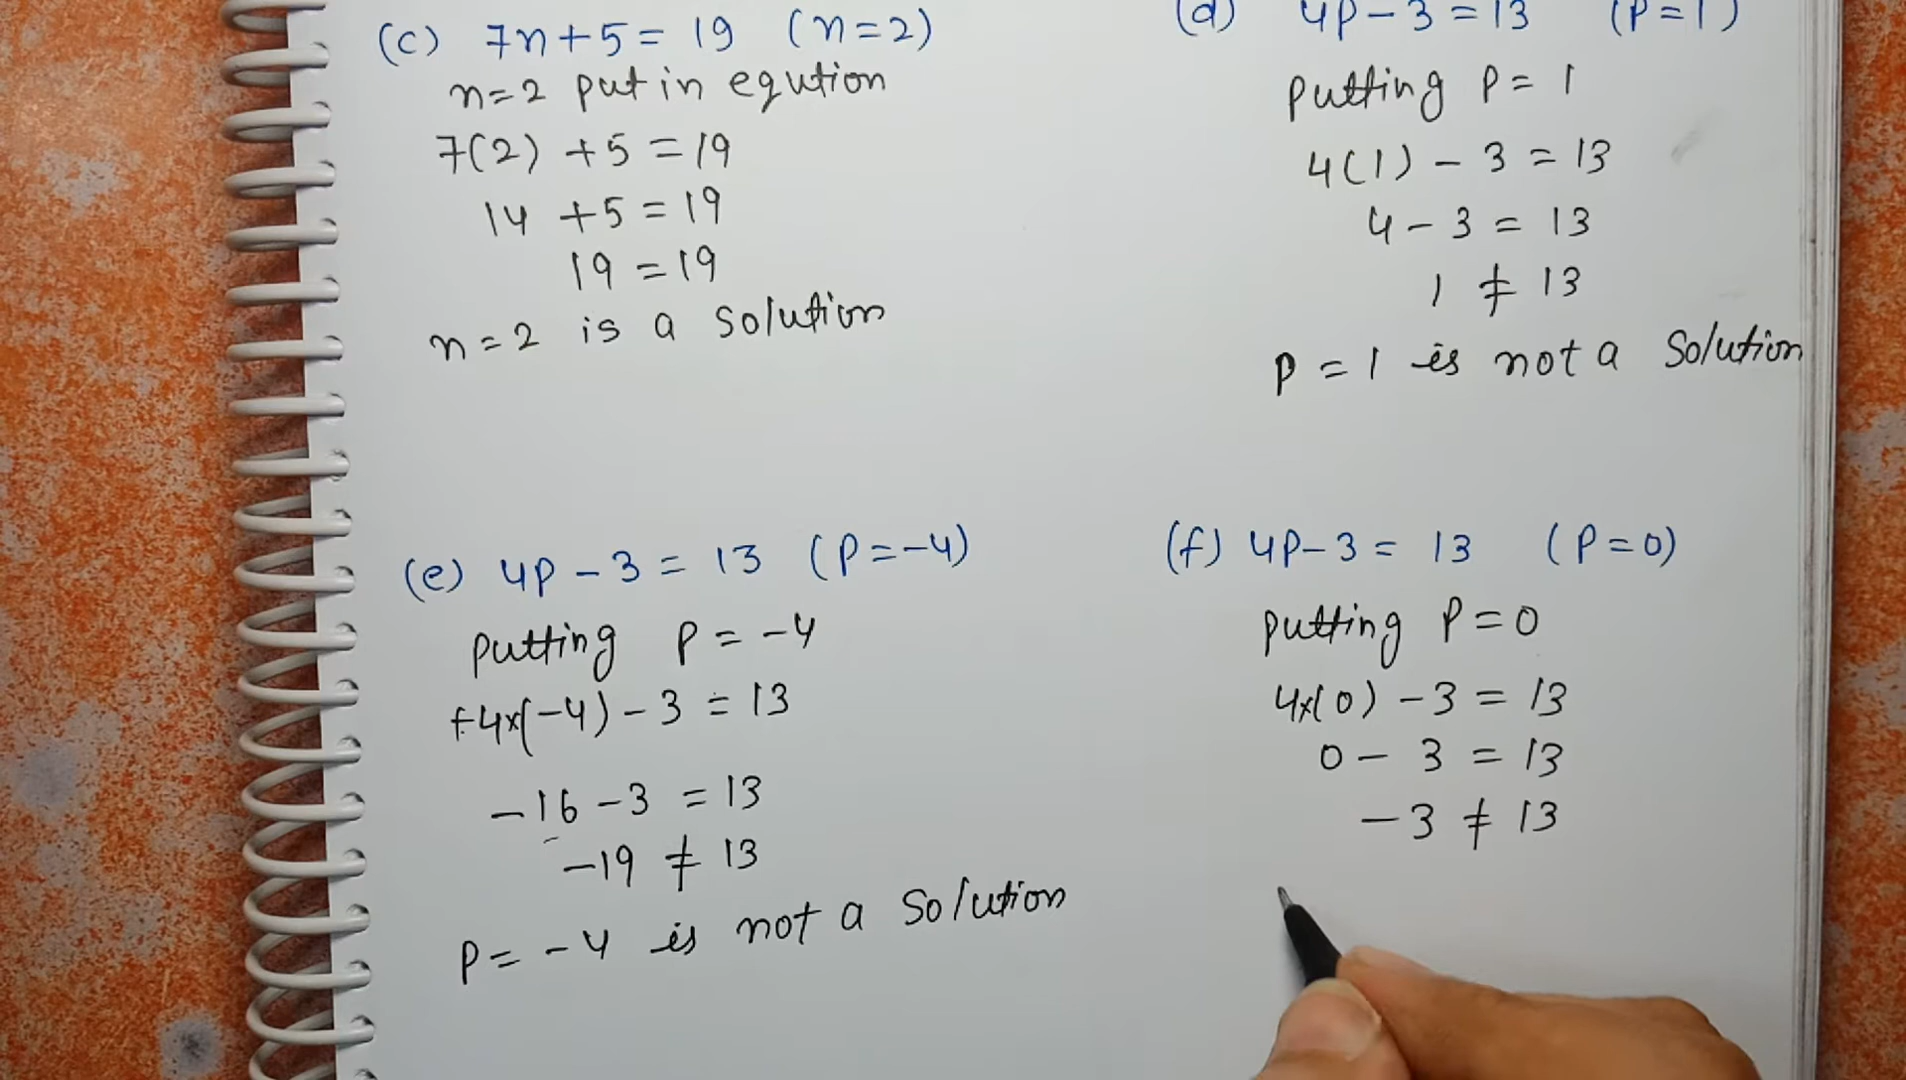 (c) 7n+5 = 19 (n=2)
n=2 put in eqution
7(2) +5 = 19
14 +5 = 19
19 = 19
n=2 is a solution
(d) 4p-3 = 13 (p=1)
putting p = 1
4(1) - 3 = 13
4 - 3 = 13
1 ≠ 13
p = 1 is not a solution
(e) 4p - 3 = 13 (p=-4)
putting p = -4
+4×(-4) - 3 = 13
-16 - 3 = 13
-19 ≠ 13
p = -4 is not a solution
(f) 4p-3 = 13 (p=0)
putting p=0
4×(0) - 3 = 13
0 - 3 = 13
-3 ≠ 13